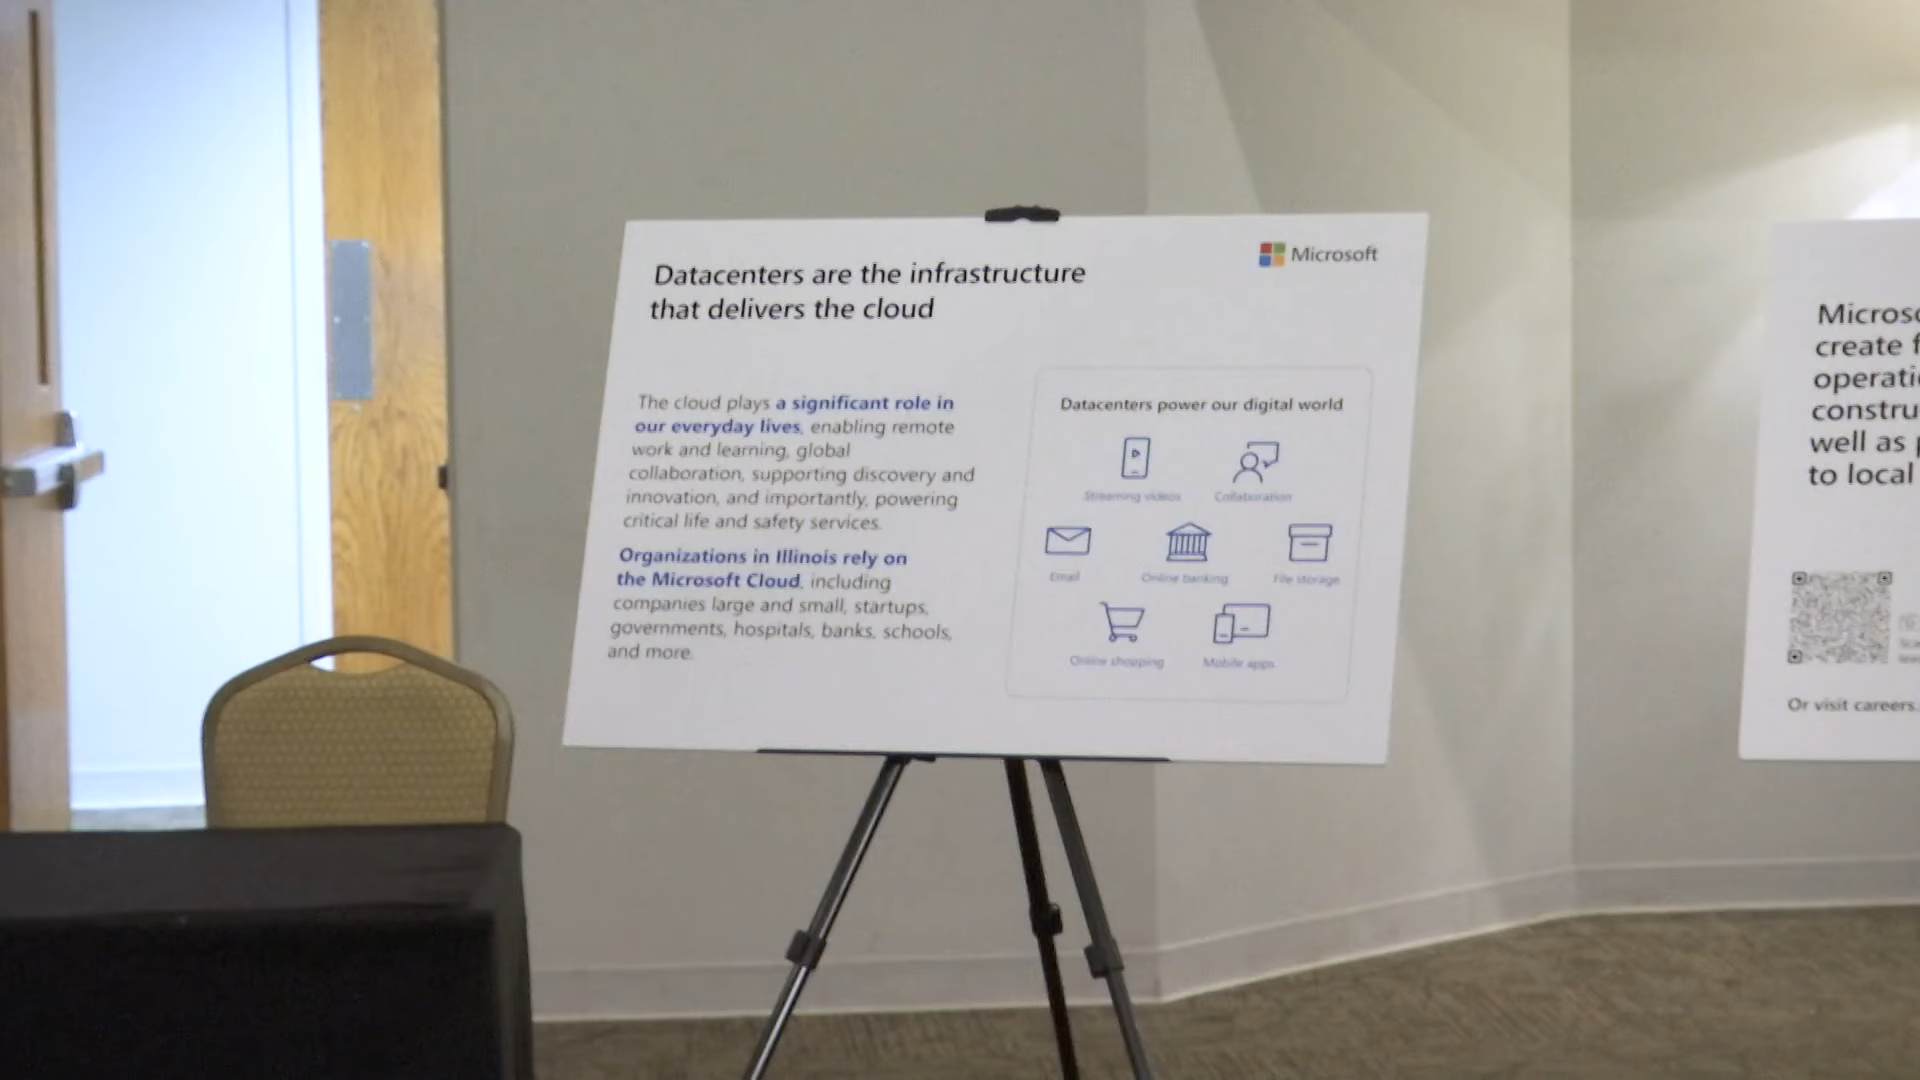 Microsoft
Datacenters are the infrastructure
that delivers the cloud
The cloud plays a significant role in
our everyday lives, enabling remote
work and learning, global
collaboration, supporting discovery and
innovation, and importantly, powering
critical life and safety services.
Organizations in Illinois rely on
the Microsoft Cloud, including
companies large and small, startups,
governments, hospitals, banks, schools,
and more.
Datacenters power our digital world
Streaming videos
Collaboration
Email
Online banking
File storage
Online shopping
Mobile apps
create
operati
constru
well as
to local
Or visit careers.